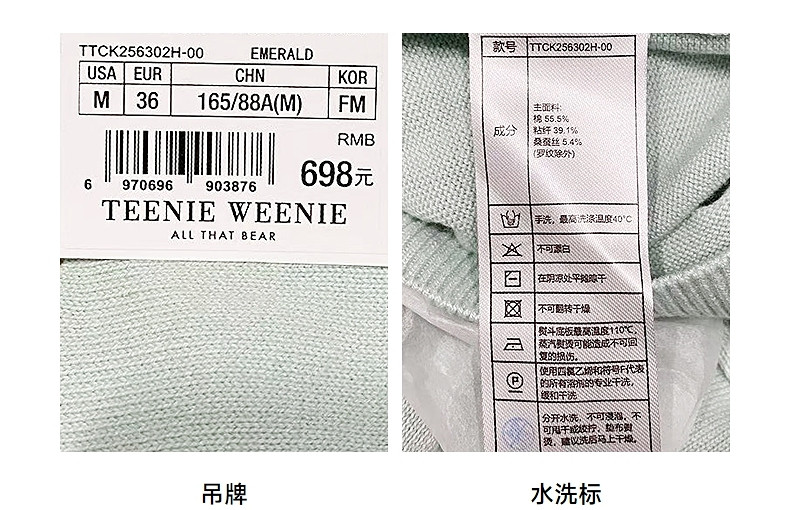 TTCK256302H-00 EMERALD
USA EUR CHN KOR
M 36 165/88A(M) FM
RMB
698元
6 970696 903876
TEENIE WEENIE
ALL THAT BEAR
吊牌
款号 TTCK256302H-00
成分
主面料:
棉 55.5%
粘纤 39.1%
桑蚕丝 5.4%
(罗纹除外)
手洗，最高洗涤温度40°C
不可漂白
在阴凉处平摊晾干
不可翻转干燥
熨斗底板最高温度110℃,
蒸汽熨烫可能造成不可回
复的损伤。
P
使用四氯乙烯和符号F代表
的所有溶剂的专业干洗,
缓和干洗
分开水洗，不可浸泡，不
可甩干或绞拧，垫布熨
烫，建议洗后马上干燥。
水洗标